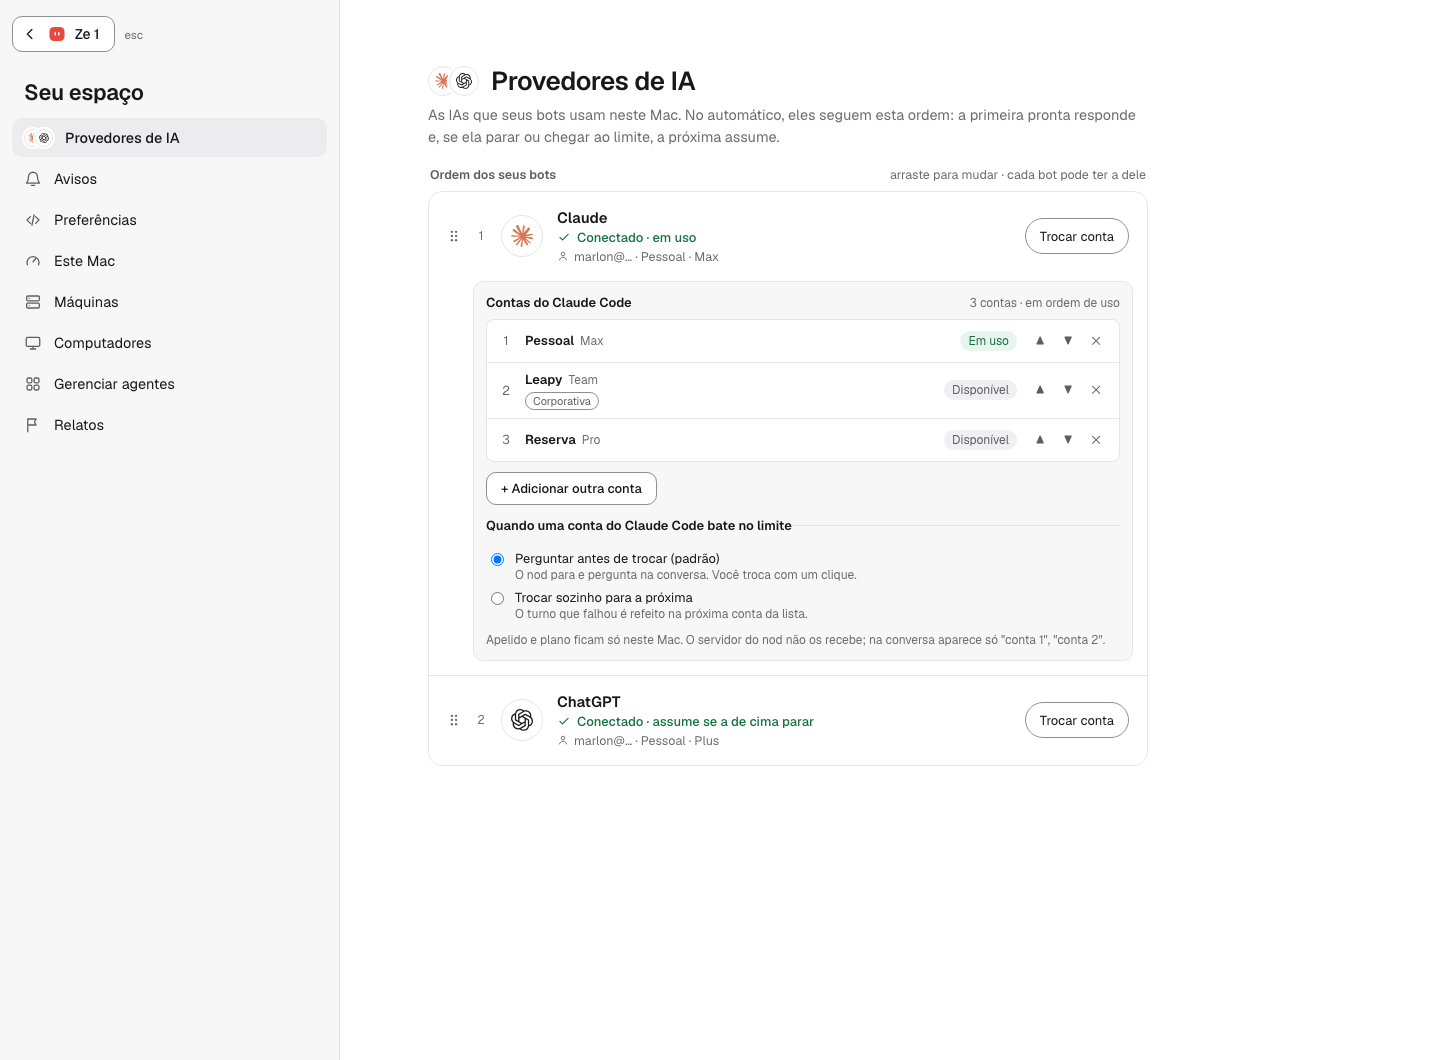 Ze 1
esc
Seu espaço
Provedores de IA
Avisos
Preferências
Este Mac
Máquinas
Computadores
Gerenciar agentes
Relatos
Provedores de IA
As IAs que seus bots usam neste Mac. No automático, eles seguem esta ordem: a primeira pronta responde
e, se ela parar ou chegar ao limite, a próxima assume.
Ordem dos seus bots
arraste para mudar · cada bot pode ter a dele
1
Claude
Conectado · em uso
marlon@… · Pessoal · Max
Trocar conta
Contas do Claude Code
3 contas · em ordem de uso
1 Pessoal Max Em uso ▲ ▼ ×
2 Leapy Team Disponível ▲ ▼ ×
Corporativa
3 Reserva Pro Disponível ▲ ▼ ×
+ Adicionar outra conta
Quando uma conta do Claude Code bate no limite
Perguntar antes de trocar (padrão)
O nod para e pergunta na conversa. Você troca com um clique.
Trocar sozinho para a próxima
O turno que falhou é refeito na próxima conta da lista.
Apelido e plano ficam só neste Mac. O servidor do nod não os recebe; na conversa aparece só "conta 1", "conta 2".
2
ChatGPT
Conectado · assume se a de cima parar
marlon@… · Pessoal · Plus
Trocar conta